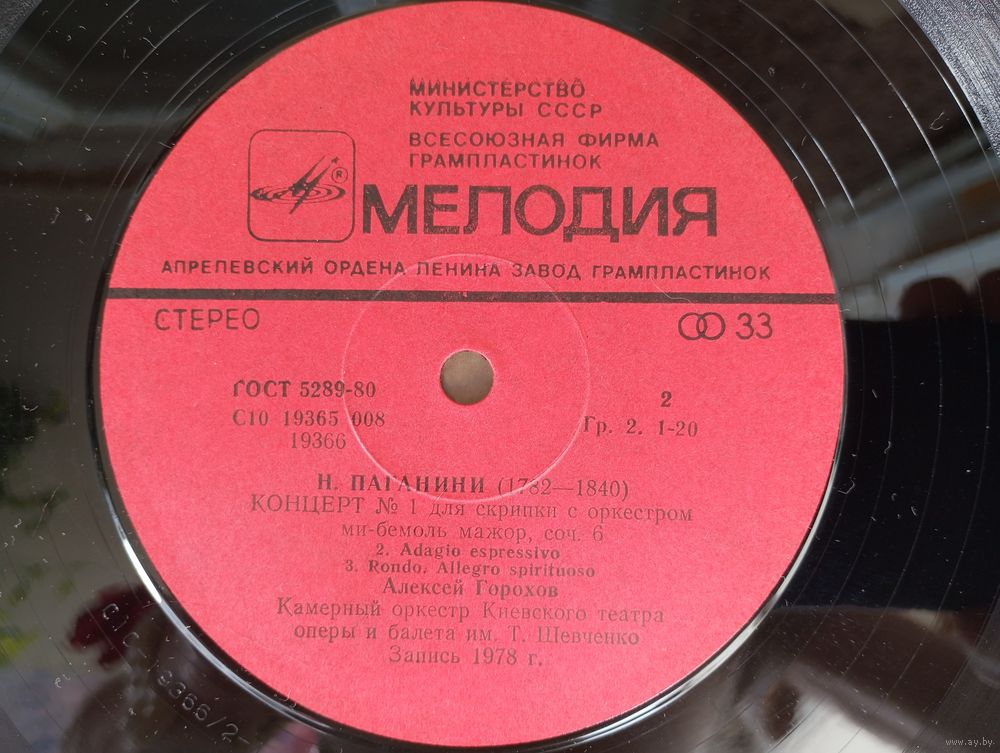 МИНИСТЕРСТВО
КУЛЬТУРЫ СССР
ВСЕСОЮЗНАЯ ФИРМА
ГРАМПЛАСТИНОК
®
МЕЛОДИЯ
АПРЕЛЕВСКИЙ ОРДЕНА ЛЕНИНА ЗАВОД ГРАМПЛАСТИНОК
СТЕРЕО
33
ГОСТ 5289-80
С10 19365 008
19366
2
Гр. 2. 1-20
Н. ПАГАНИНИ (1782—1840)
КОНЦЕРТ № 1 для скрипки с оркестром
ми-бемоль мажор, соч. 6
2. Adagio espressivo
3. Rondo. Allegro spirituoso
Алексей Горохов
Камерный оркестр Киевского театра
оперы и балета им. Т. Шевченко
Запись 1978 г.
www.ay.by